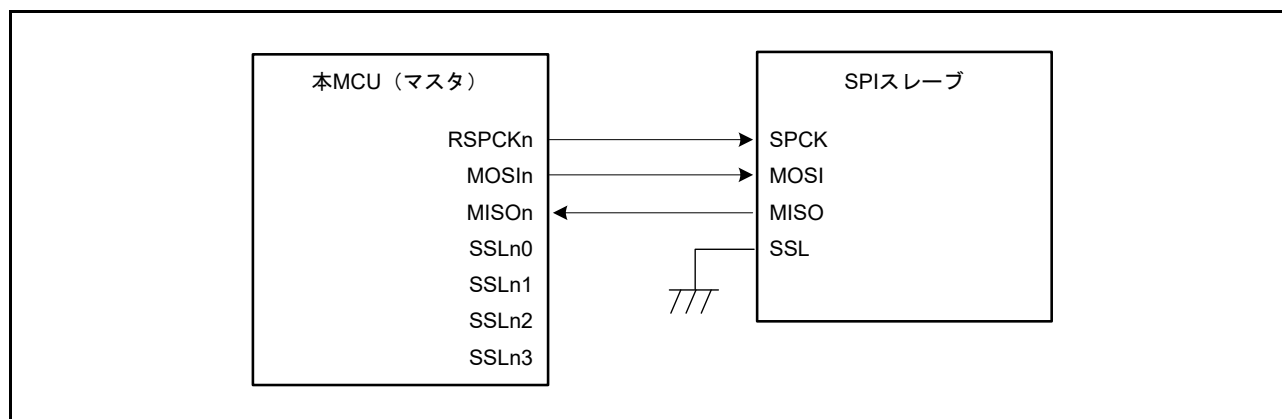 本MCU（マスタ）
RSPCKn
MOSIn
MISOn
SSLn0
SSLn1
SSLn2
SSLn3
SPIスレーブ
SPCK
MOSI
MISO
SSL